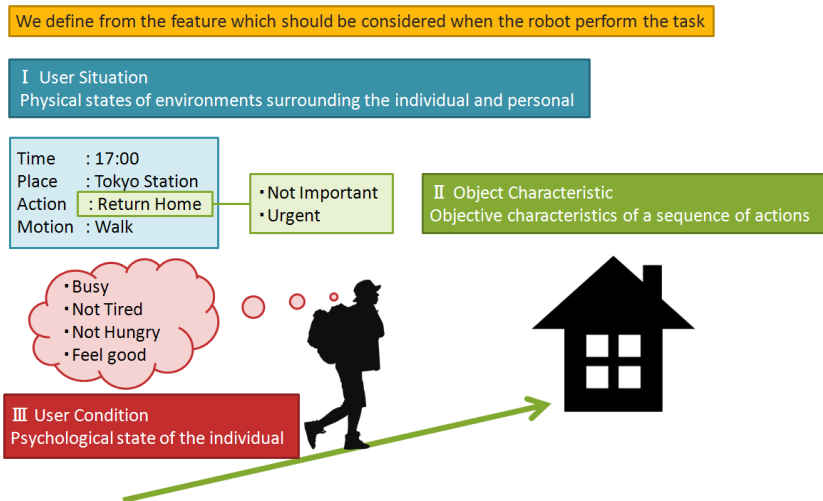 We define from the feature which should be considered when the robot perform the task
Ⅰ User Situation
Physical states of environments surrounding the individual and personal
Time : 17:00
Place : Tokyo Station
Action : Return Home
Motion : Walk
・Not Important
・Urgent
Ⅱ Object Characteristic
Objective characteristics of a sequence of actions
・Busy
・Not Tired
・Not Hungry
・Feel good
Ⅲ User Condition
Psychological state of the individual